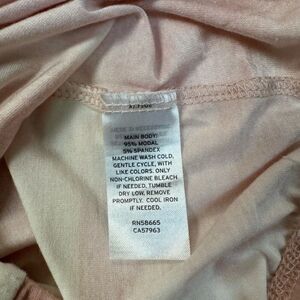 MAIN BODY:
95% MODAL
5% SPANDEX
MACHINE WASH COLD,
GENTLE CYCLE, WITH
LIKE COLORS. ONLY
NON-CHLORINE BLEACH
IF NEEDED. TUMBLE
DRY LOW, REMOVE
PROMPTLY. COOL IRON
IF NEEDED.
RN58665
CA57963